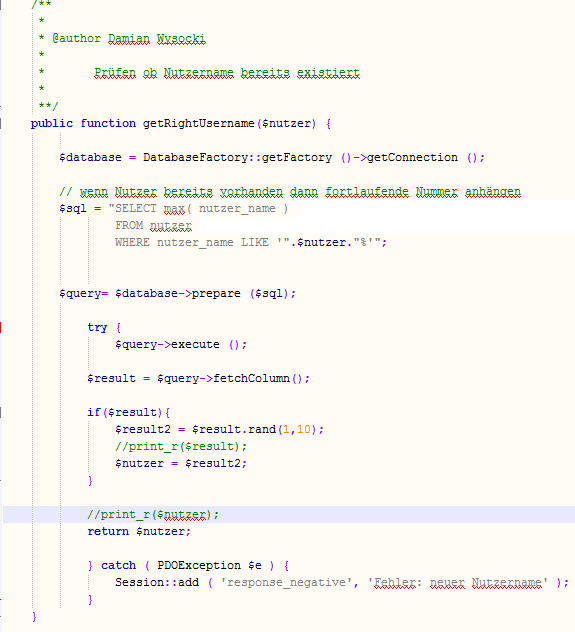 /**
 *
 * @author Damian Wysocki
 *
 *       Prüfen ob Nutzername bereits existiert
 *
 **/
public function getRightUsername($nutzer) {
$database = DatabaseFactory::getFactory ()->getConnection ();
// wenn Nutzer bereits vorhanden dann fortlaufende Nummer anhängen
$sql = "SELECT max( nutzer_name )
FROM nutzer
WHERE nutzer_name LIKE '".$nutzer."%'";
$query= $database->prepare ($sql);
try {
$query->execute ();
$result = $query->fetchColumn();
if($result){
$result2 = $result.rand(1,10);
//print_r($result);
$nutzer = $result2;
}
//print_r($nutzer);
return $nutzer;
} catch ( PDOException $e ) {
Session::add ( 'response_negative', 'Fehler: neuer Nutzername' );
}
}